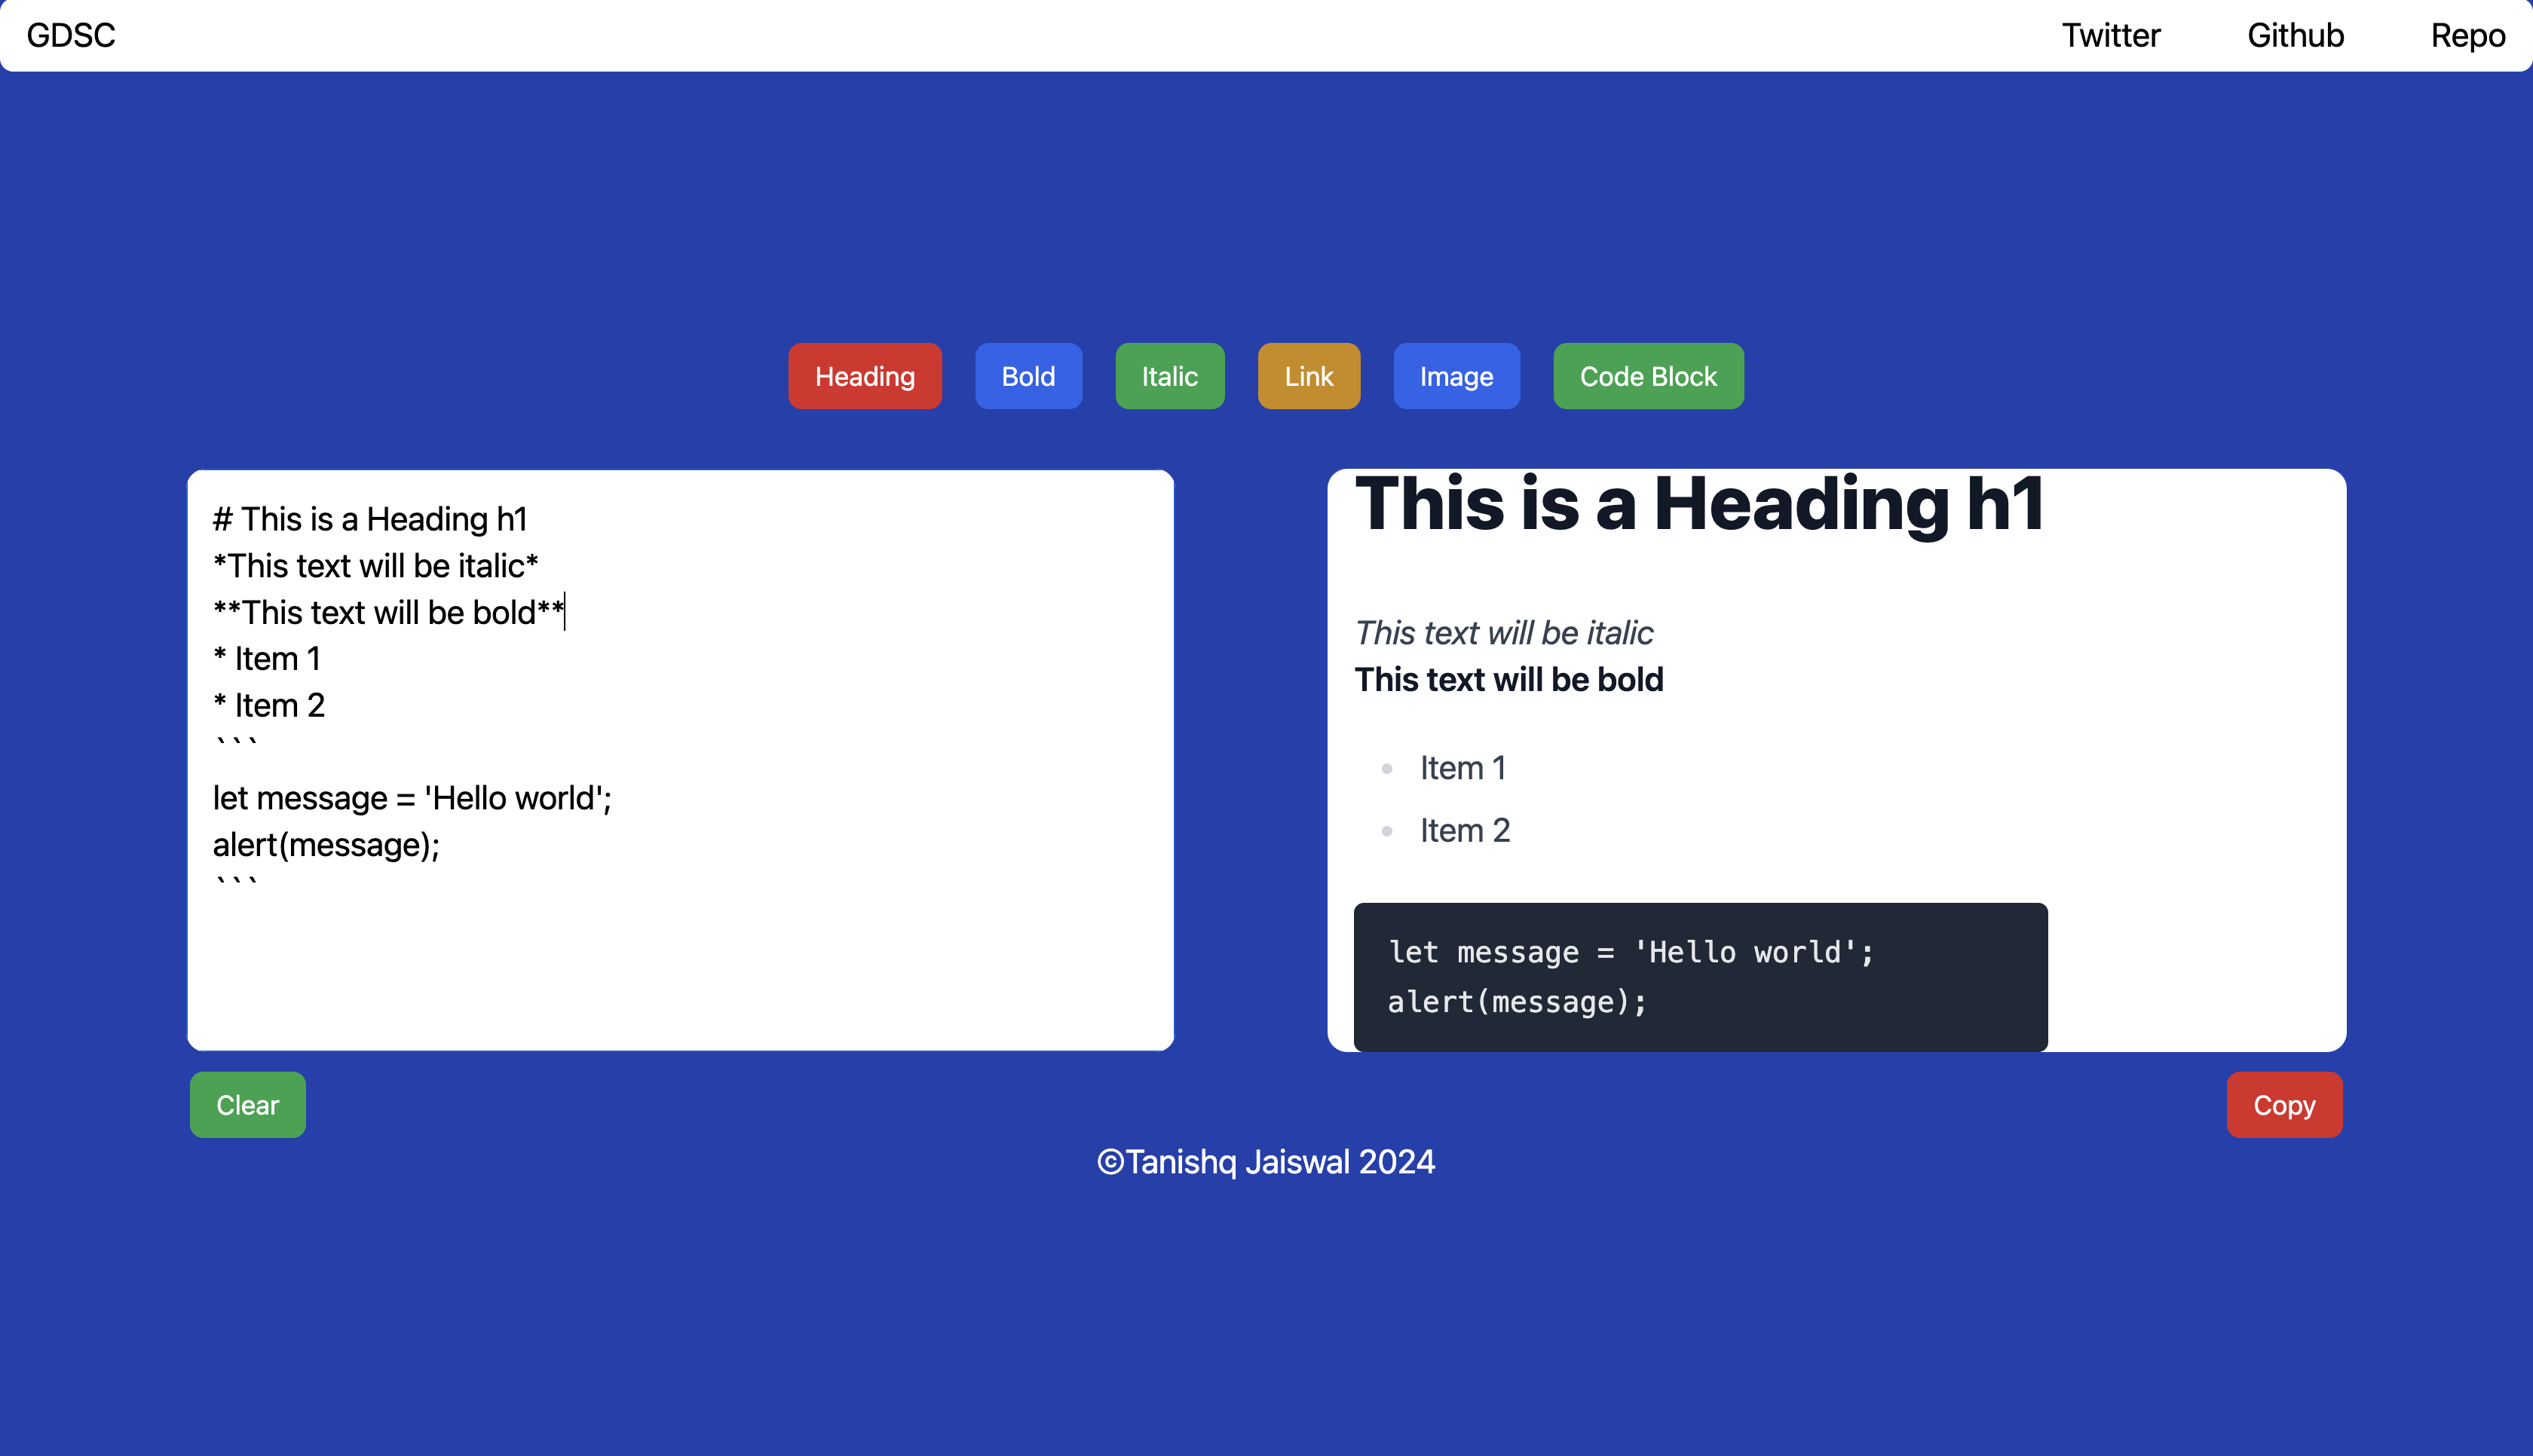 GDSC Twitter Github Repo
Heading Bold Italic Link Image Code Block
# This is a Heading h1
*This text will be italic*
**This text will be bold**
* Item 1
* Item 2
```
let message = 'Hello world';
alert(message);
```
This is a Heading h1
This text will be italic
This text will be bold
Item 1
Item 2
let message = 'Hello world';
alert(message);
Clear Copy
©Tanishq Jaiswal 2024